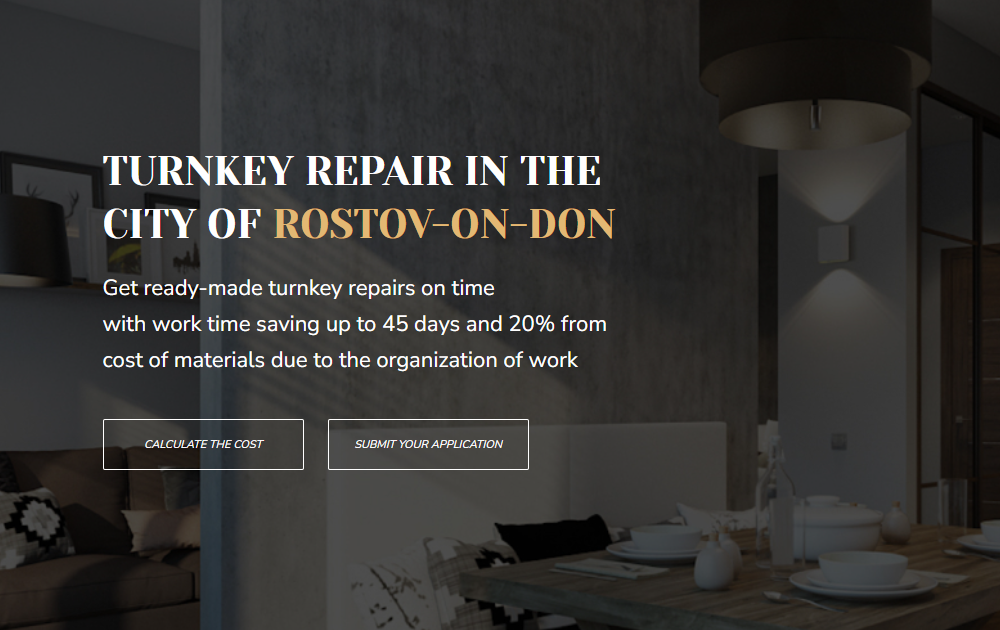 TURNKEY REPAIR IN THE
CITY OF ROSTOV-ON-DON
Get ready-made turnkey repairs on time
with work time saving up to 45 days and 20% from
cost of materials due to the organization of work
CALCULATE THE COST
SUBMIT YOUR APPLICATION